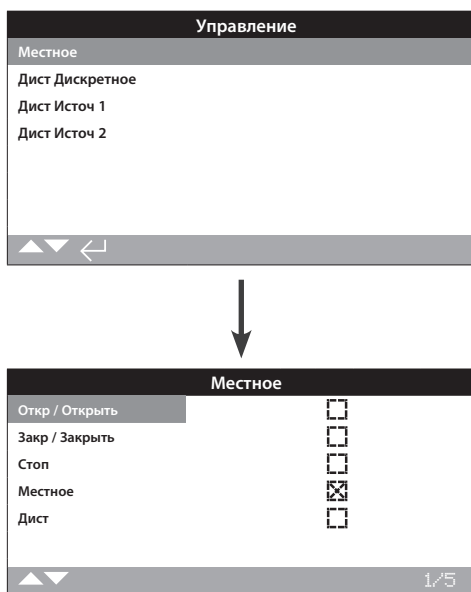 Управление
Местное
Дист Дискретное
Дист Источ 1
Дист Источ 2
Местное
Откр / Открыть
Закр / Закрыть
Стоп
Местное
Дист
1/5